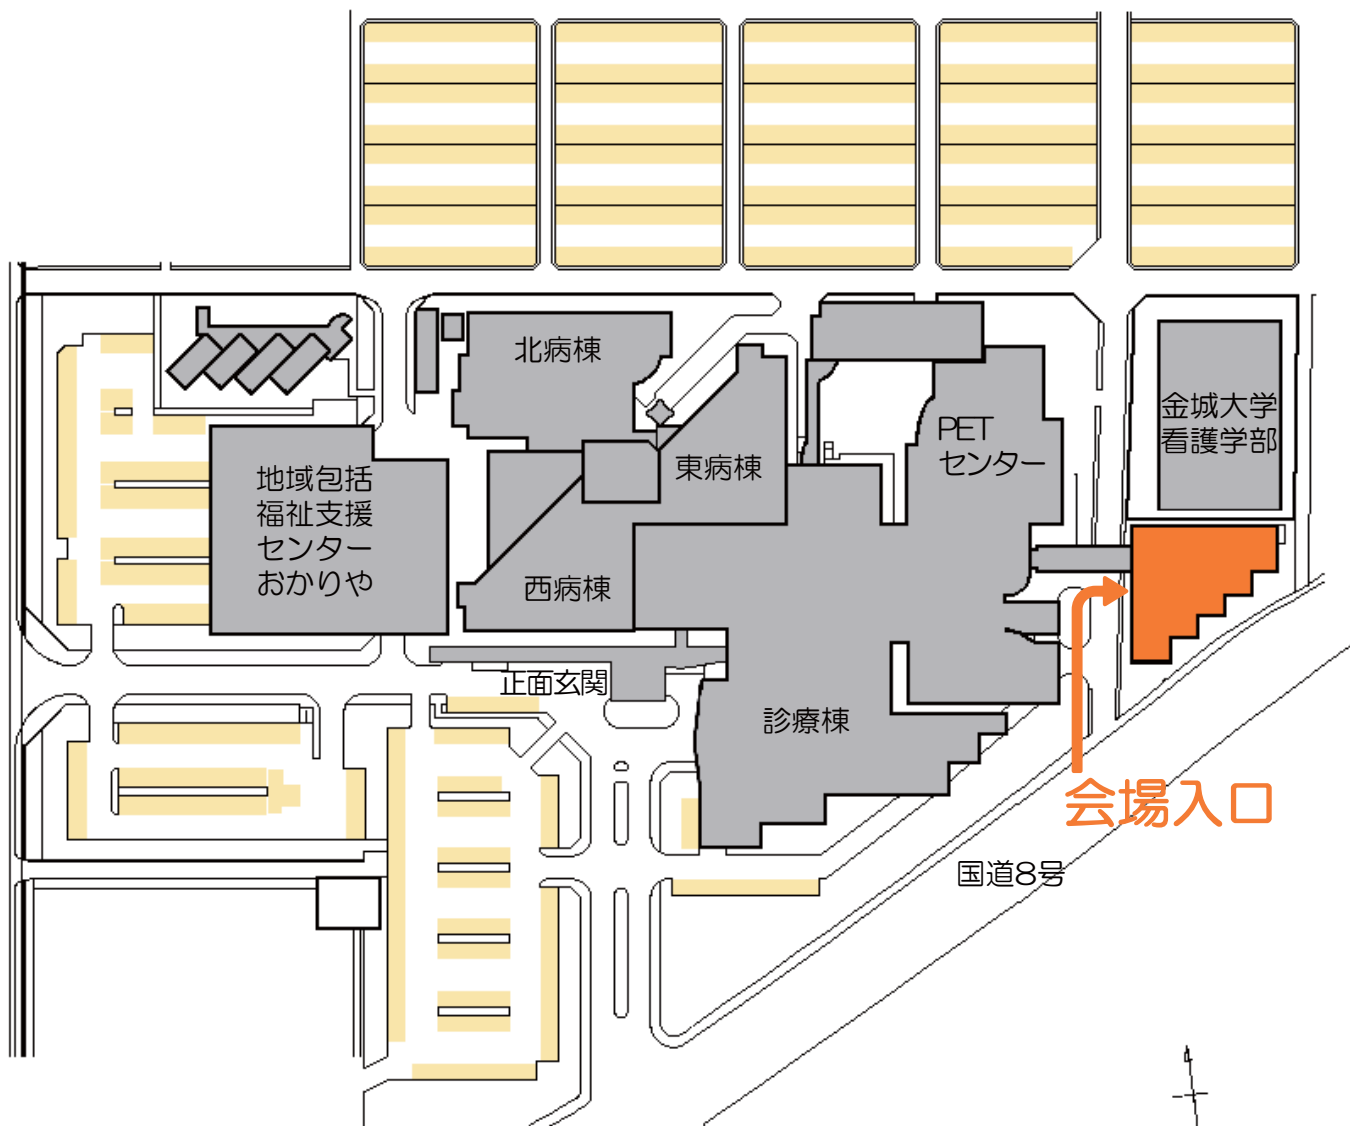 北病棟
金城大学
看護学部
PET
センター
東病棟
地域包括
福祉支援
センター
おかりや
西病棟
正面玄関
診療棟
会場入口
国道8号